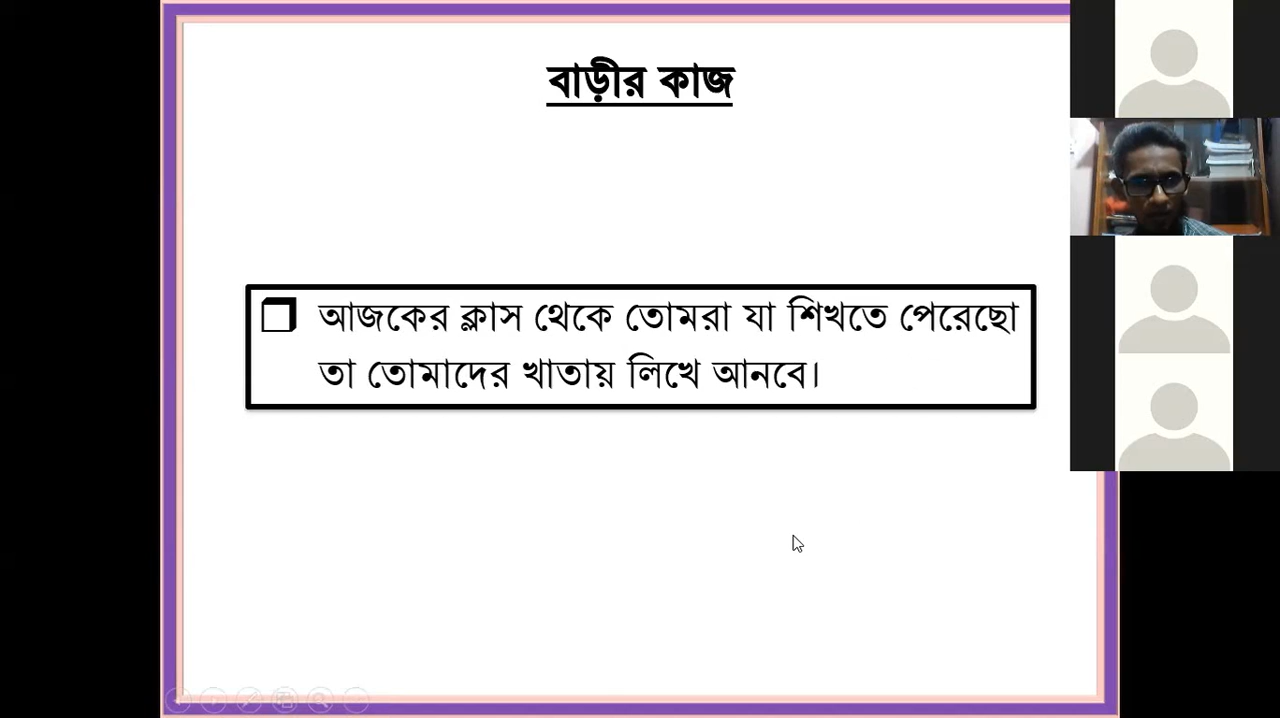 বাড়ীর কাজ
আজকের ক্লাস থেকে তোমরা যা শিখতে পেরেছো
তা তোমাদের খাতায় লিখে আনবে।